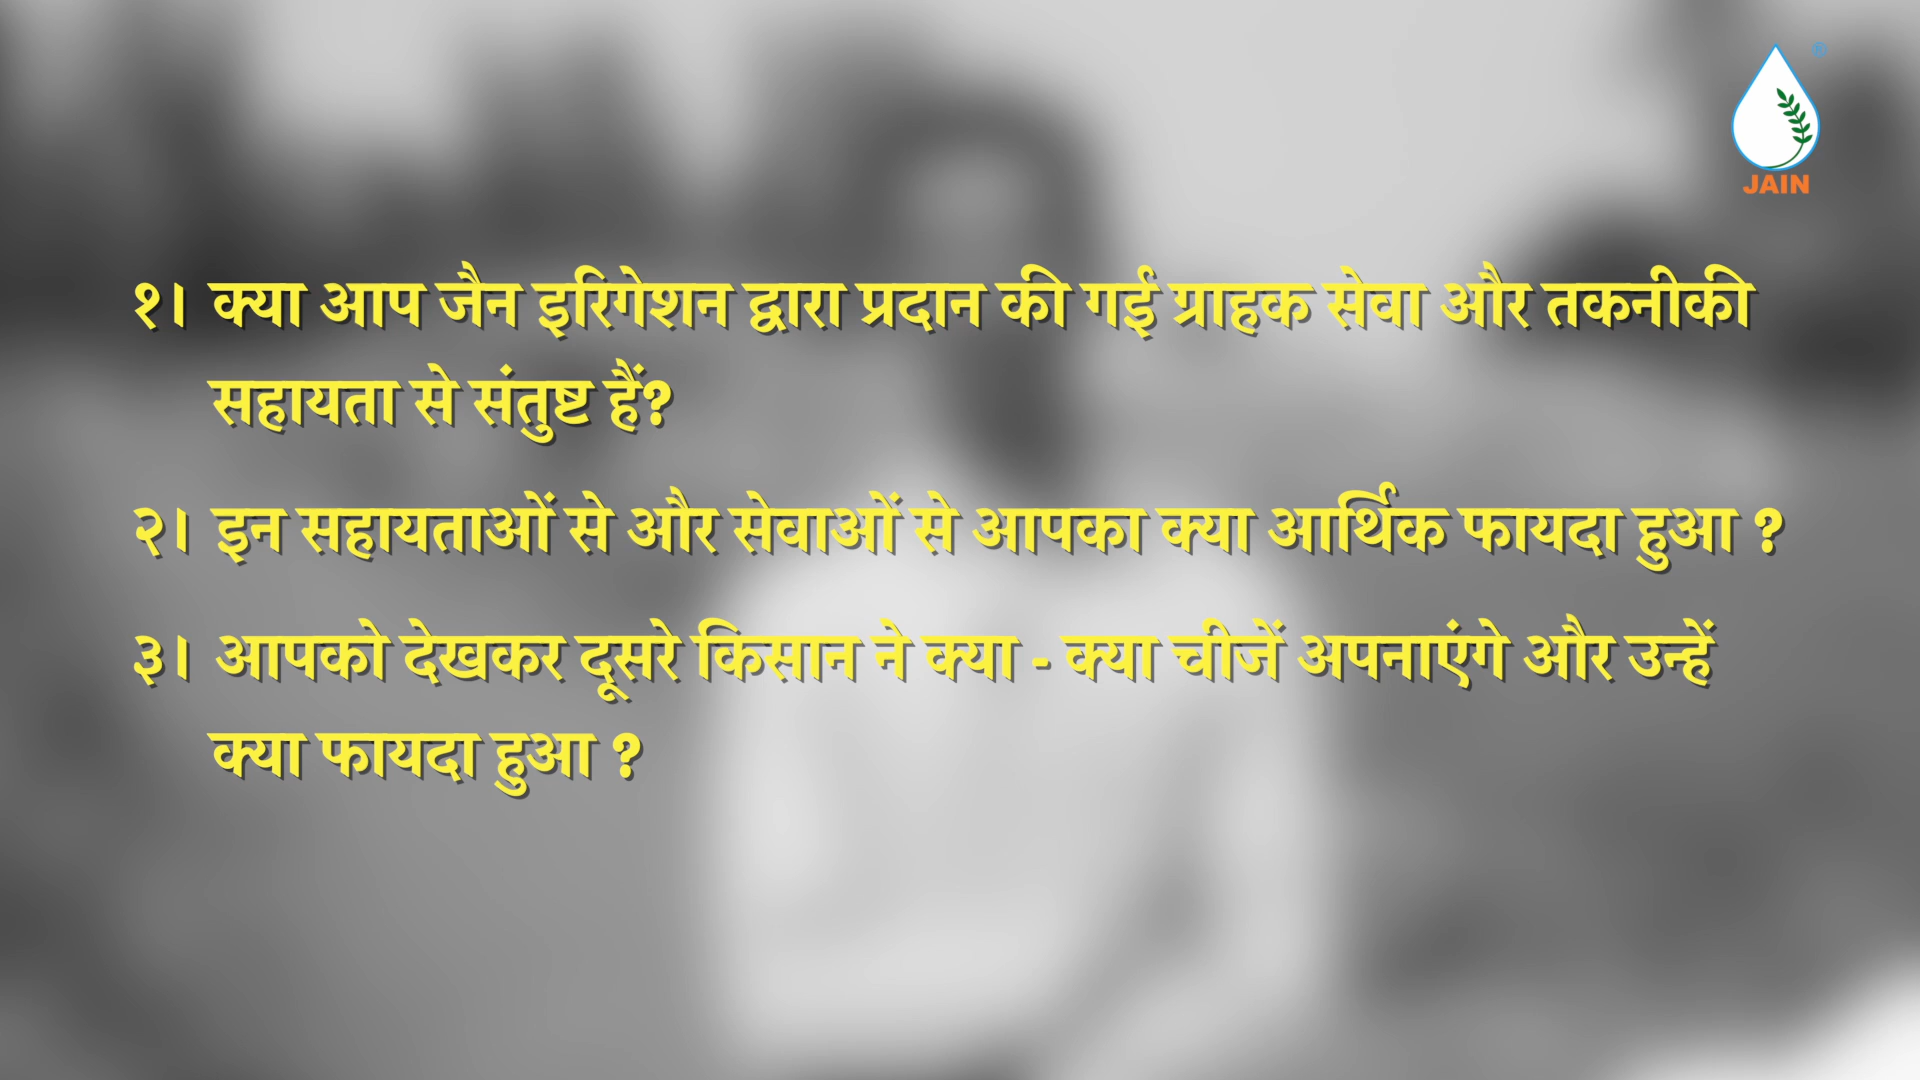 JAIN
१। क्या आप जैन इरिगेशन द्वारा प्रदान की गई ग्राहक सेवा और तकनीकी
सहायता से संतुष्ट हैं?
२। इन सहायताओं से और सेवाओं से आपका क्या आर्थिक फायदा हुआ ?
३। आपको देखकर दूसरे किसान ने क्या - क्या चीजें अपनाएंगे और उन्हें
क्या फायदा हुआ ?